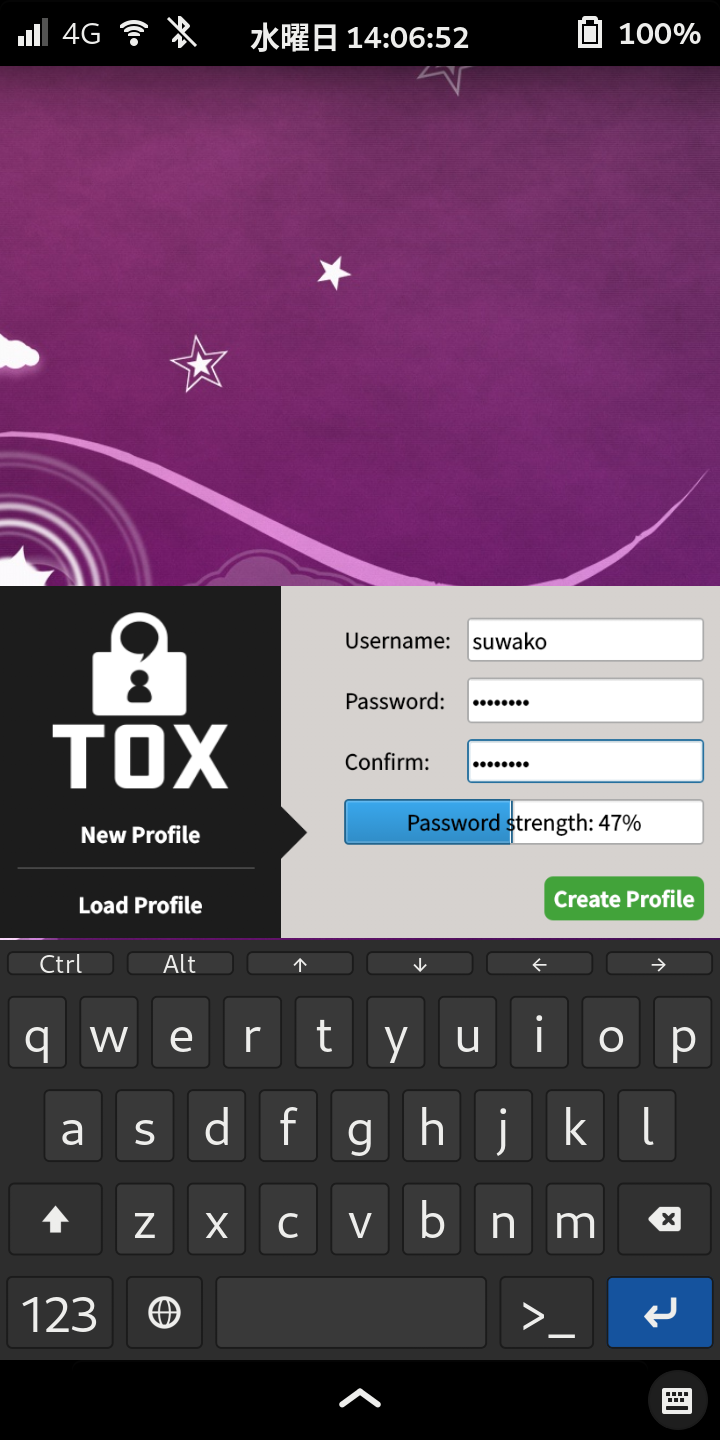 4G 水曜日 14:06:52 100%
TOX
New Profile
Load Profile
Username: suwako
Password: ••••••••
Confirm: ••••••••
Password strength: 47%
Create Profile
Ctrl Alt ↑ ↓ ← →
q w e r t y u i o p
a s d f g h j k l
z x c v b n m
123 >_